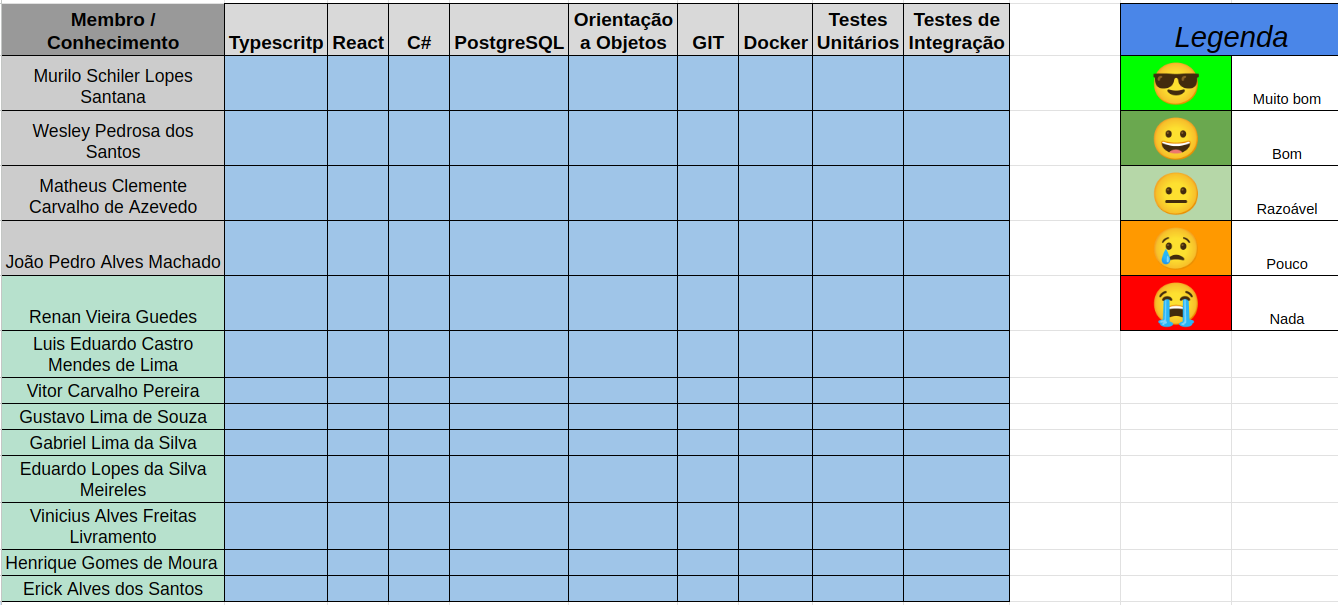 Membro /
Conhecimento
Typescritp
React
C#
PostgreSQL
Orientação
a Objetos
GIT
Docker
Testes
Unitários
Testes de
Integração
Murilo Schiler Lopes
Santana
Wesley Pedrosa dos
Santos
Matheus Clemente
Carvalho de Azevedo
João Pedro Alves Machado
Renan Vieira Guedes
Luis Eduardo Castro
Mendes de Lima
Vitor Carvalho Pereira
Gustavo Lima de Souza
Gabriel Lima da Silva
Eduardo Lopes da Silva
Meireles
Vinicius Alves Freitas
Livramento
Henrique Gomes de Moura
Erick Alves dos Santos
Legenda
Muito bom
Bom
Razoável
Pouco
Nada